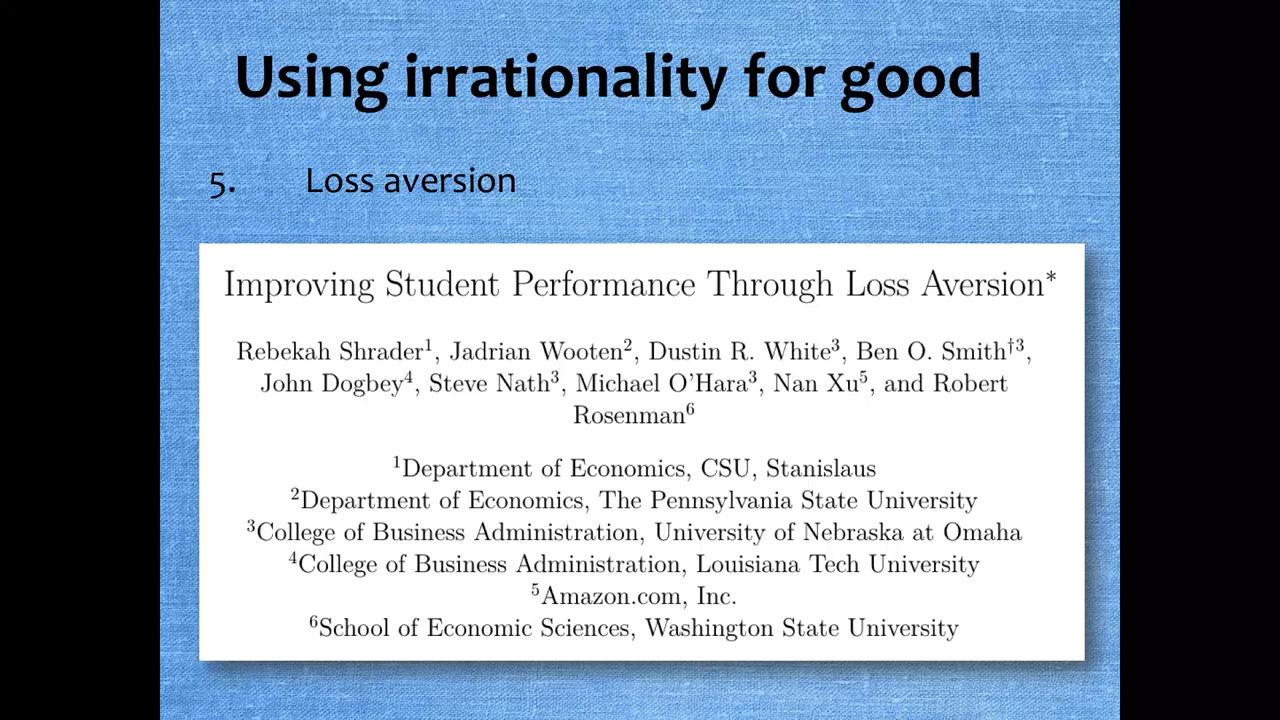 Using irrationality for good
5. Loss aversion
Improving Student Performance Through Loss Aversion*
Rebekah Shrader¹, Jadrian Wooten², Dustin R. White³, Ben O. Smith†³,
John Dogbey⁴, Steve Nath³, Michael O'Hara³, Nan Xu⁵, and Robert
Rosenman⁶
¹Department of Economics, CSU, Stanislaus
²Department of Economics, The Pennsylvania State University
³College of Business Administration, University of Nebraska at Omaha
⁴College of Business Administration, Louisiana Tech University
⁵Amazon.com, Inc.
⁶School of Economic Sciences, Washington State University